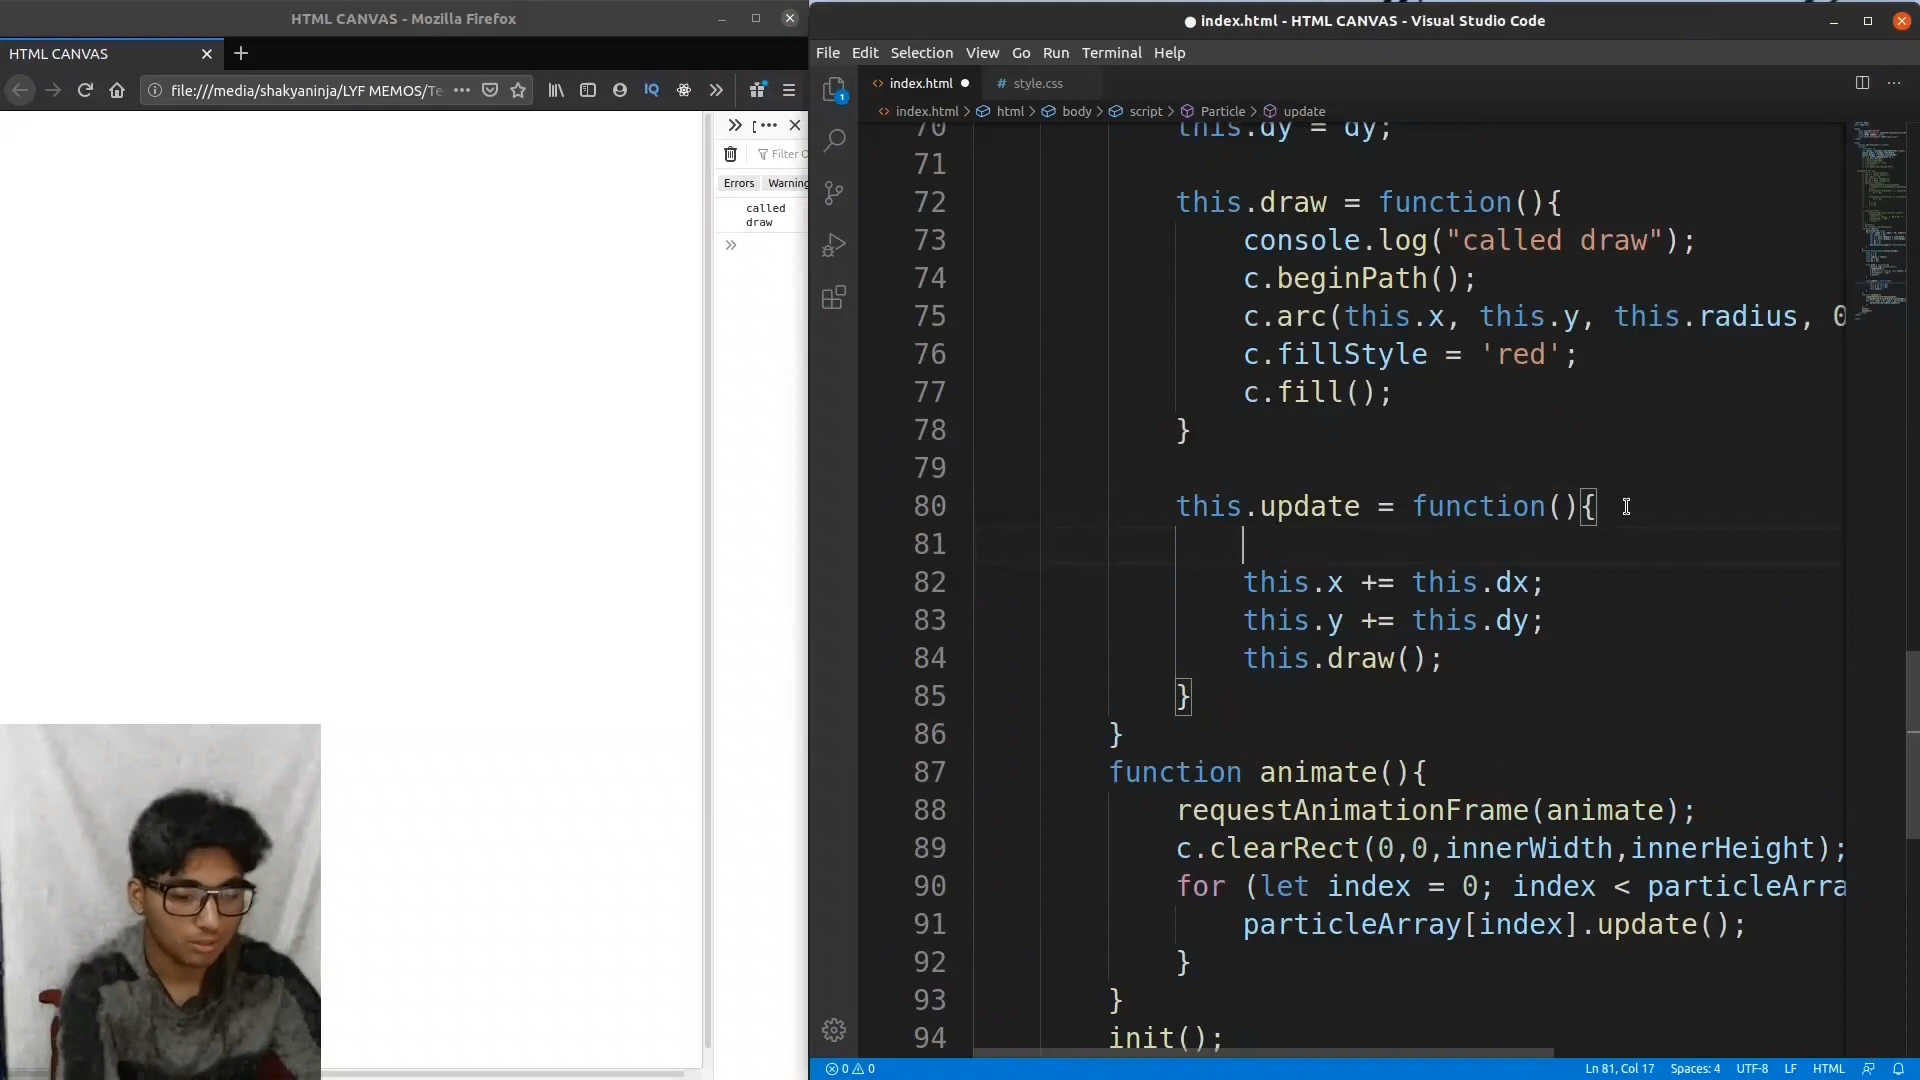 HTML CANVAS - Mozilla Firefox
HTML CANVAS
file:///media/shakyaninja/LYF MEMOS/Te
Filter O
Errors Warning
called
draw
index.html - HTML CANVAS - Visual Studio Code
File Edit Selection View Go Run Terminal Help
index.html
style.css
index.html > html > body > script > Particle > update
1
70 this.dy = dy;
71
72 this.draw = function(){
73 console.log("called draw");
74 c.beginPath();
75 c.arc(this.x, this.y, this.radius, 0
76 c.fillStyle = 'red';
77 c.fill();
78 }
79
80 this.update = function(){
81
82 this.x += this.dx;
83 this.y += this.dy;
84 this.draw();
85 }
86 }
87 function animate(){
88 requestAnimationFrame(animate);
89 c.clearRect(0,0,innerWidth,innerHeight);
90 for (let index = 0; index < particleArra
91 particleArray[index].update();
92 }
93 }
94 init();
0 0 Ln 81, Col 17 Spaces: 4 UTF-8 LF HTML